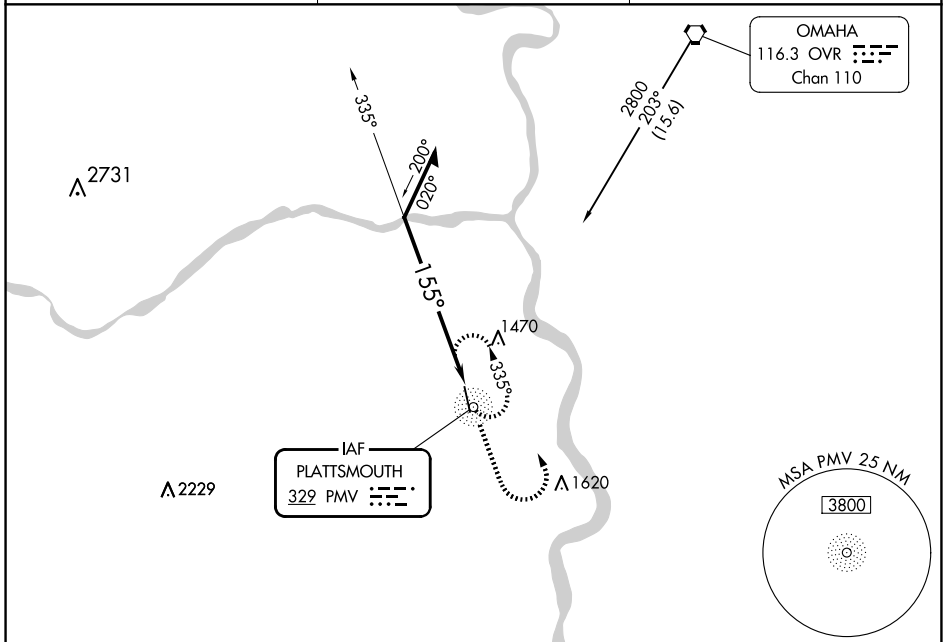 OMAHA
116.3 OVR
Chan 110
2800
203°
(15.6)
335°
200°
020°
2731
155°
1470
335°
IAF
PLATTSMOUTH
329 PMV
2229
1620
MSA PMV 25 NM
3800